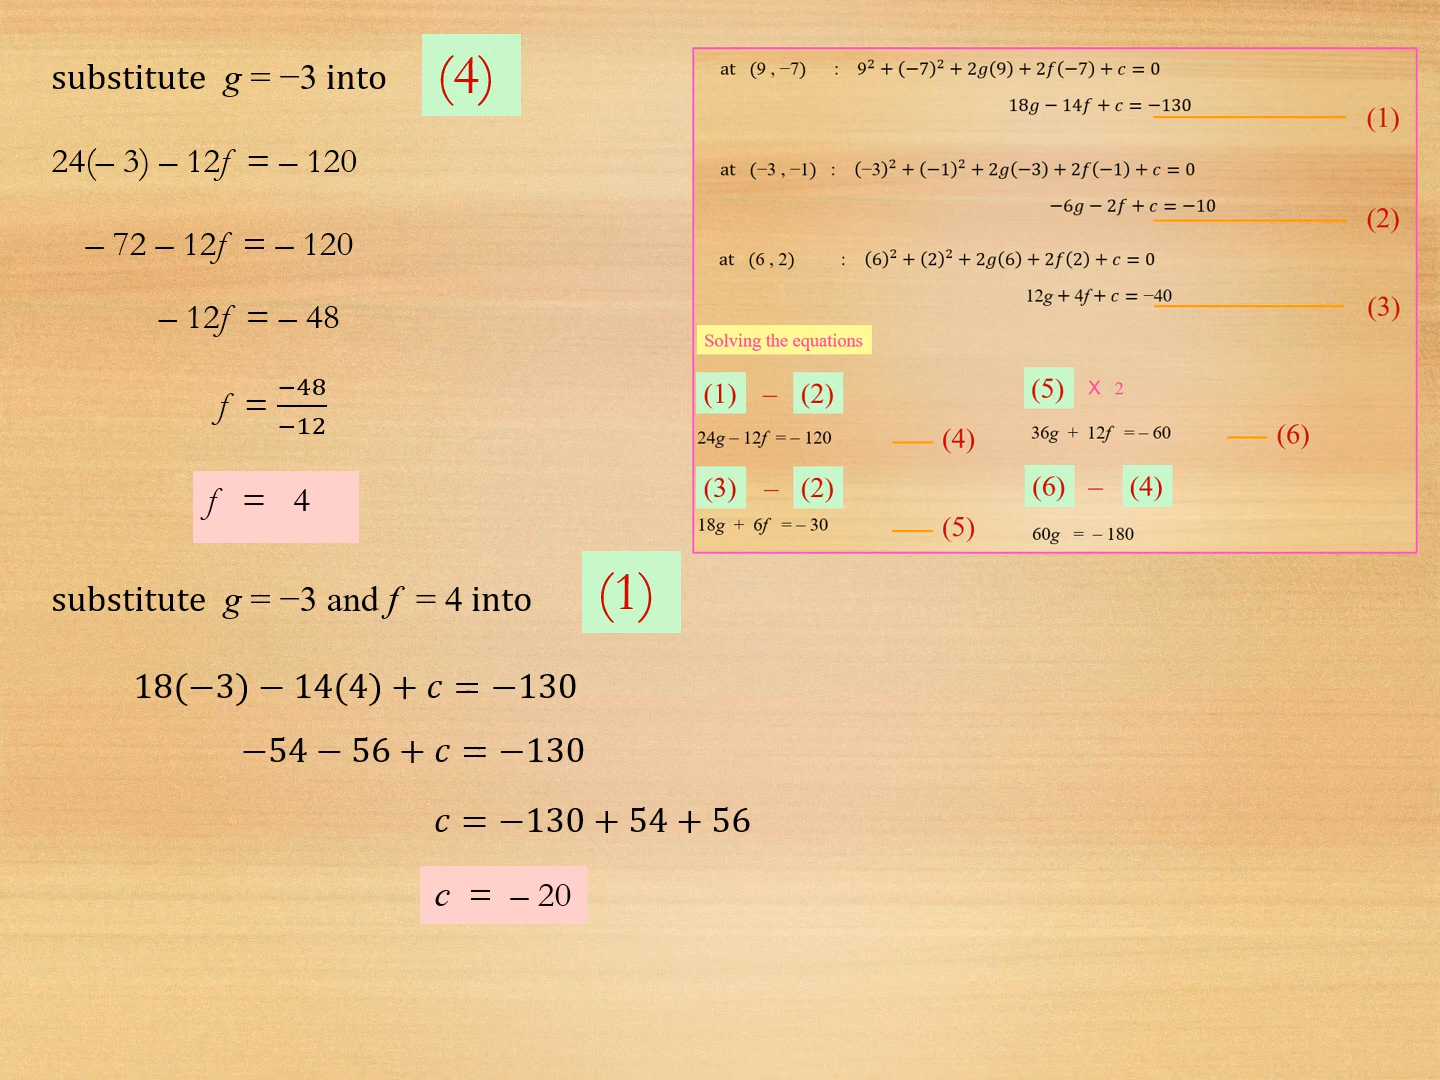 substitute g = −3 into (4)
24(– 3) – 12f = – 120
– 72 – 12f = – 120
– 12f = – 48
f = −48/−12
f = 4
substitute g = −3 and f = 4 into (1)
18(−3) − 14(4) + c = −130
−54 − 56 + c = −130
c = −130 + 54 + 56
c = – 20
at (9 , −7) : 9² + (−7)² + 2g(9) + 2f(−7) + c = 0
18g − 14f + c = −130 (1)
at (−3 , −1) : (−3)² + (−1)² + 2g(−3) + 2f(−1) + c = 0
−6g − 2f + c = −10 (2)
at (6 , 2) : (6)² + (2)² + 2g(6) + 2f(2) + c = 0
12g + 4f + c = −40 (3)
Solving the equations
(1) – (2)
24g – 12f = – 120 (4)
(3) – (2)
18g + 6f = – 30 (5)
(5) X 2
36g + 12f = – 60 (6)
(6) – (4)
60g = – 180